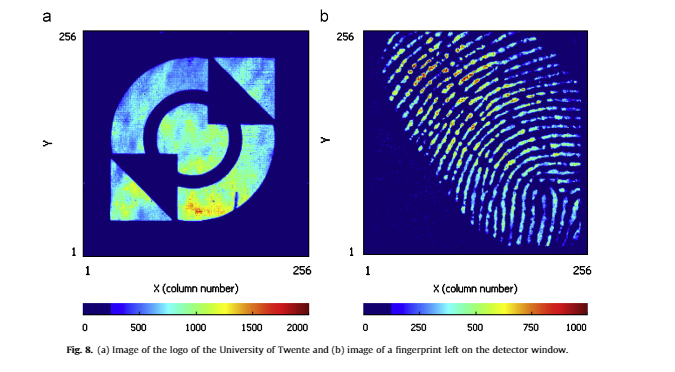 a
b
256
256
Y
Y
1
1
1
256
1
256
X (column number)
X (column number)
0 500 1000 1500 2000
0 250 500 750 1000
Fig. 8. (a) Image of the logo of the University of Twente and (b) image of a fingerprint left on the detector window.